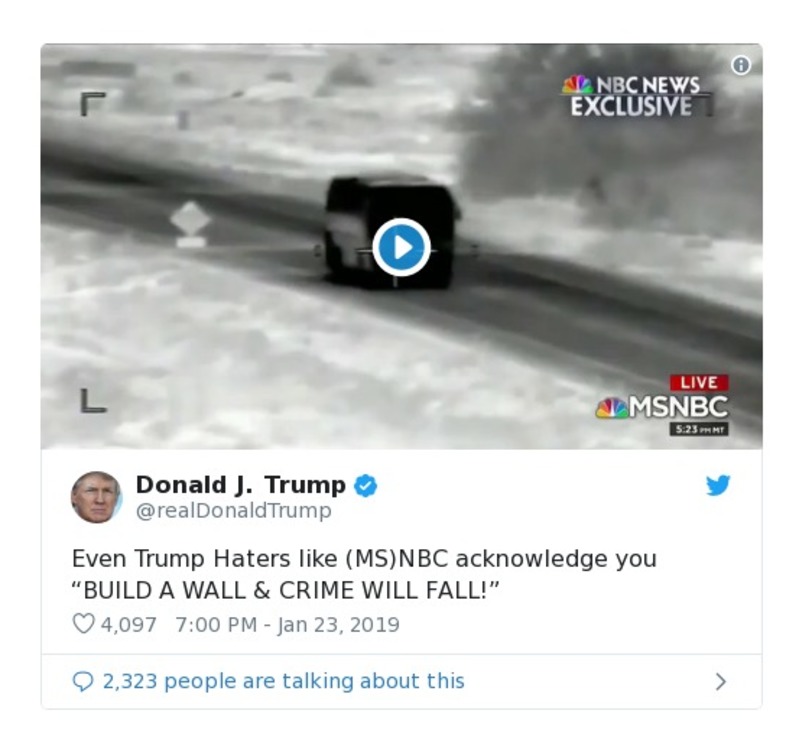 NBC NEWS
EXCLUSIVE
LIVE
MSNBC
5:23 PM MT
Donald J. Trump
@realDonaldTrump
Even Trump Haters like (MS)NBC acknowledge you
“BUILD A WALL & CRIME WILL FALL!”
4,097 7:00 PM - Jan 23, 2019
2,323 people are talking about this